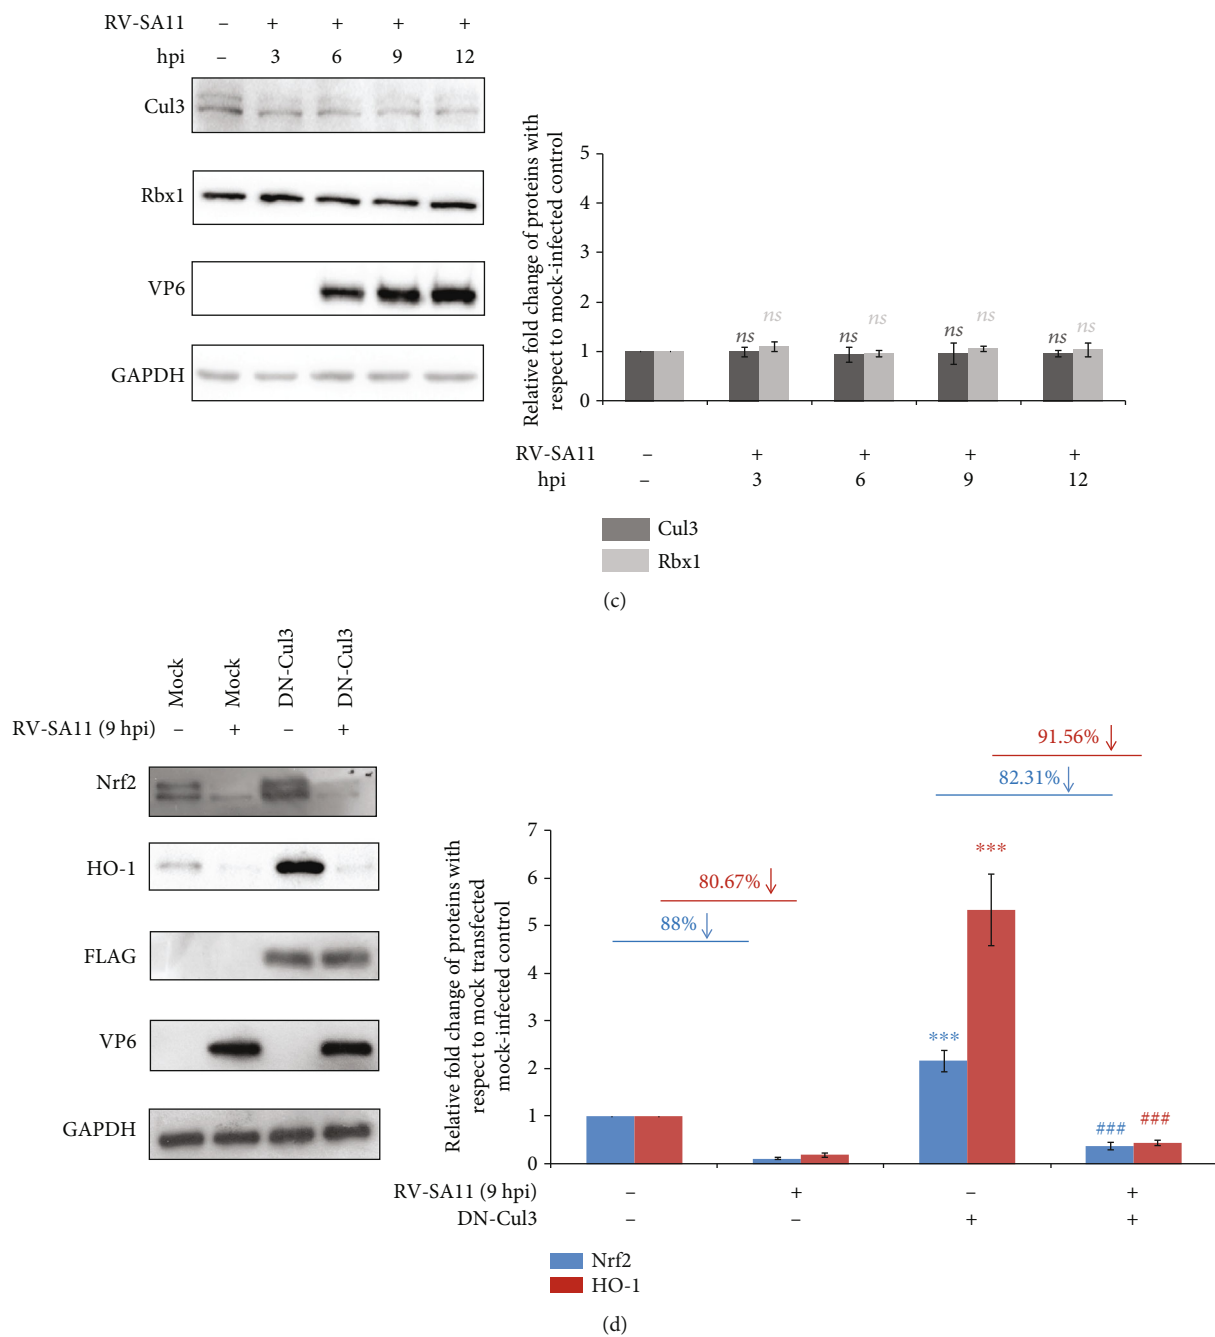 RV-SA11 – + + + +
hpi – 3 6 9 12
Cul3
Rbx1
VP6
GAPDH
Relative fold change of proteins with
respect to mock-infected control
5
4
3
2
1
0
ns ns ns ns ns ns ns ns
RV-SA11 – + + + +
hpi – 3 6 9 12
Cul3
Rbx1
(c)
Mock Mock DN-Cul3 DN-Cul3
RV-SA11 (9 hpi) – + – +
Nrf2
HO-1
FLAG
VP6
GAPDH
Relative fold change of proteins with
respect to mock transfected
mock-infected control
7
6
5
4
3
2
1
0
88%↓
80.67%↓
82.31%↓
91.56%↓
***
***
###
###
RV-SA11 (9 hpi) – + – +
DN-Cul3 – – + +
Nrf2
HO-1
(d)